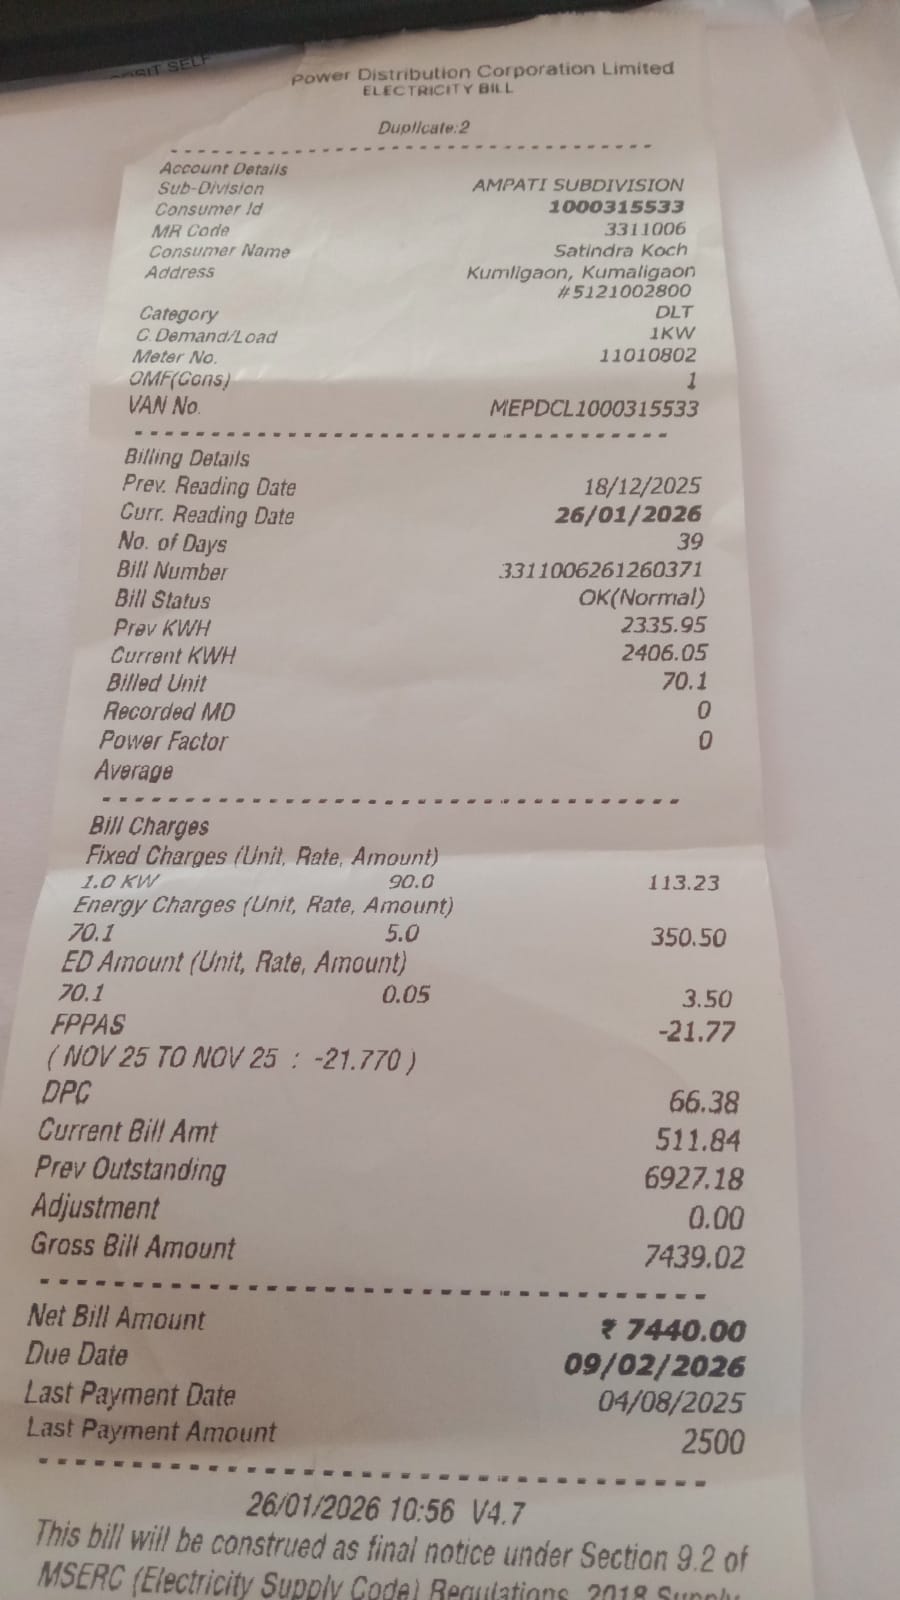 OSIT SELF
Power Distribution Corporation Limited
ELECTRICITY BILL
Duplicate:2
Account Details
Sub-Division AMPATI SUBDIVISION
Consumer Id 1000315533
MR Code 3311006
Consumer Name Satindra Koch
Address Kumligaon, Kumaligaon
#5121002800
Category DLT
C.Demand/Load 1KW
Meter No. 11010802
OMF(Cons) 1
VAN No. MEPDCL1000315533
Billing Details
Prev. Reading Date 18/12/2025
Curr. Reading Date 26/01/2026
No. of Days 39
Bill Number 3311006261260371
Bill Status OK(Normal)
Prev KWH 2335.95
Current KWH 2406.05
Billed Unit 70.1
Recorded MD 0
Power Factor 0
Average
Bill Charges
Fixed Charges (Unit, Rate, Amount)
1.0 KW 90.0 113.23
Energy Charges (Unit, Rate, Amount)
70.1 5.0 350.50
ED Amount (Unit, Rate, Amount)
70.1 0.05 3.50
FPPAS -21.77
( NOV 25 TO NOV 25 : -21.770 )
DPC 66.38
Current Bill Amt 511.84
Prev Outstanding 6927.18
Adjustment 0.00
Gross Bill Amount 7439.02
Net Bill Amount ₹ 7440.00
Due Date 09/02/2026
Last Payment Date 04/08/2025
Last Payment Amount 2500
26/01/2026 10:56 V4.7
This bill will be construed as final notice under Section 9.2 of
MSERC (Electricity Supply Code) Regulations, 2018 Supply